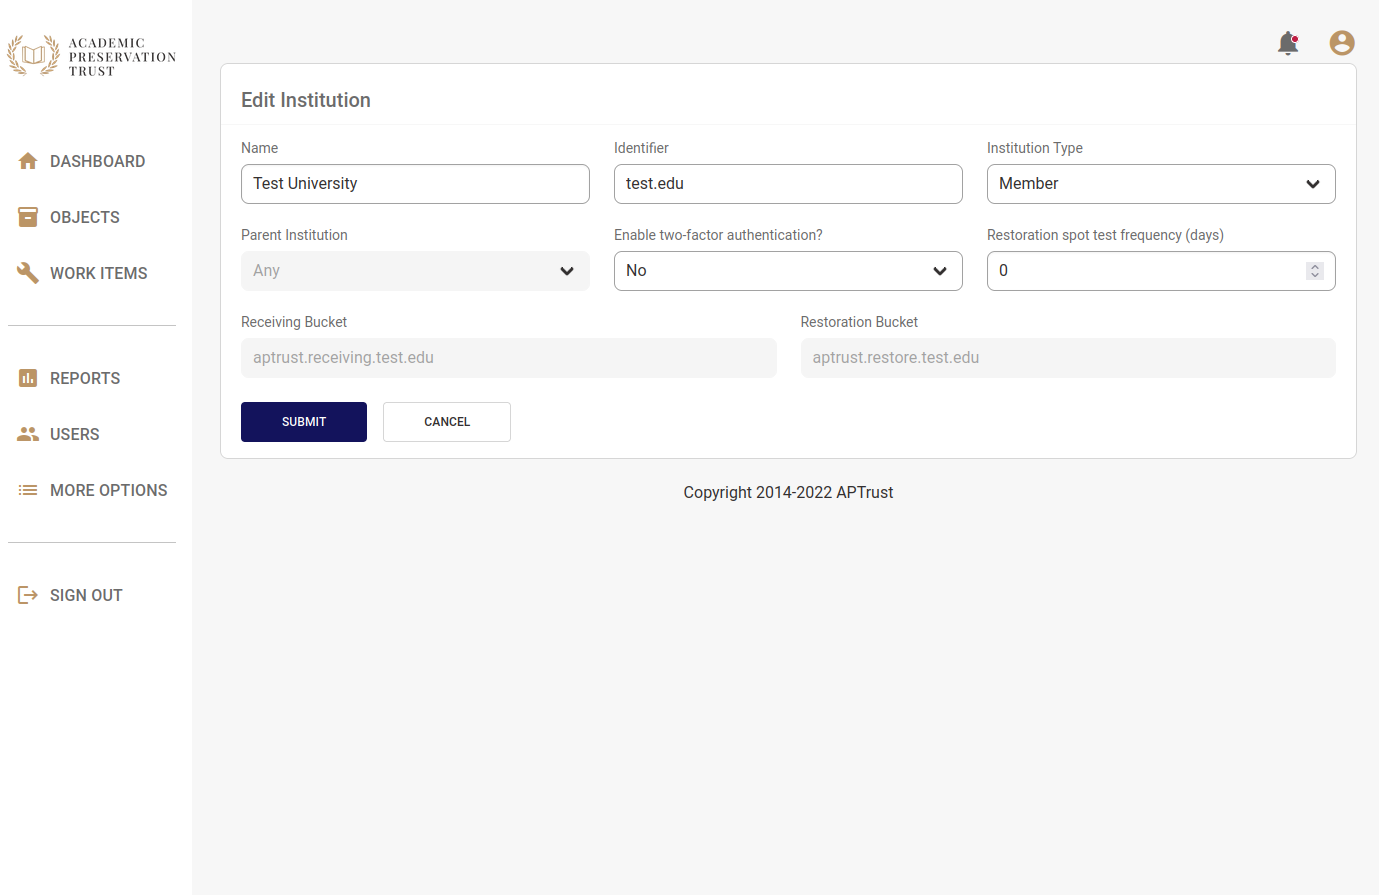 ACADEMIC
PRESERVATION
TRUST
DASHBOARD
OBJECTS
WORK ITEMS
REPORTS
USERS
MORE OPTIONS
SIGN OUT
Edit Institution
Name
Identifier
Institution Type
Test University
test.edu
Member
Parent Institution
Enable two-factor authentication?
Restoration spot test frequency (days)
Any
No
0
Receiving Bucket
Restoration Bucket
aptrust.receiving.test.edu
aptrust.restore.test.edu
SUBMIT
CANCEL
Copyright 2014-2022 APTrust